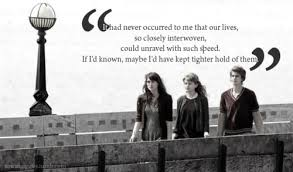 “It had never occurred to me that our lives,
so closely interwoven,
could unravel with such speed.
If I'd known, maybe I'd have kept tighter hold of them”